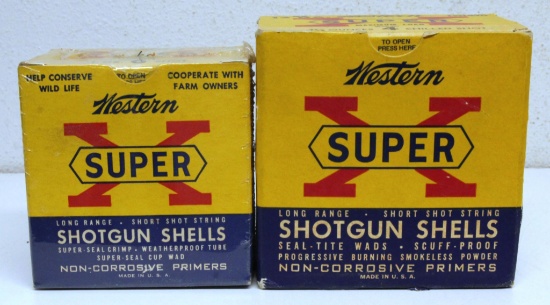 HELP CONSERVE
WILD LIFE
TO OPEN
COOPERATE WITH
FARM OWNERS
Western
SUPER
X
LONG RANGE · SHORT SHOT STRING
SHOTGUN SHELLS
SUPER-SEAL CRIMP · WEATHERPROOF TUBE
SUPER-SEAL CUP WAD
NON-CORROSIVE PRIMERS
MADE IN U.S.A.
TO OPEN
PRESS HERE
Western
SUPER
X
LONG RANGE · SHORT SHOT STRING
SHOTGUN SHELLS
SEAL-TITE WADS · SCUFF-PROOF
PROGRESSIVE BURNING SMOKELESS POWDER
NON-CORROSIVE PRIMERS
MADE IN U.S.A.